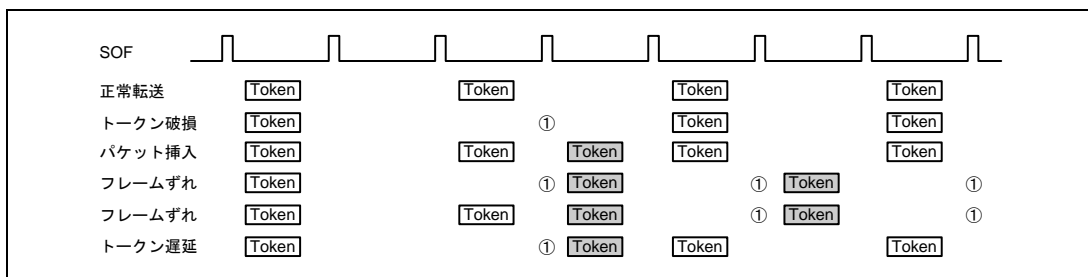 SOF
正常転送 Token Token Token Token
トークン破損 Token ① Token Token
パケット挿入 Token Token Token Token Token
フレームずれ Token ① Token ① Token ①
フレームずれ Token Token Token ① Token ①
トークン遅延 Token ① Token Token Token